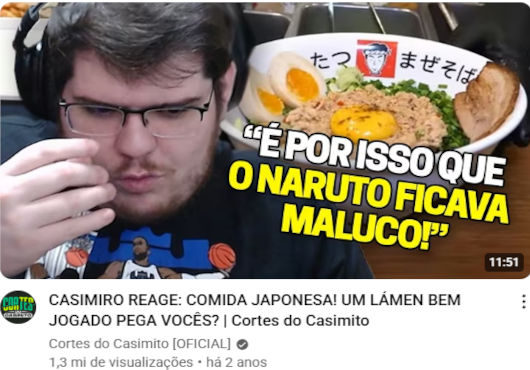 たつ まぜそば
“É POR ISSO QUE
O NARUTO FICAVA
MALUCO!”
11:51
CORTES
CASIMIRO
CASIMIRO REAGE: COMIDA JAPONESA! UM LÁMEN BEM
JOGADO PEGA VOCÊS? | Cortes do Casimito
Cortes do Casimito [OFICIAL]
1,3 mi de visualizações • há 2 anos